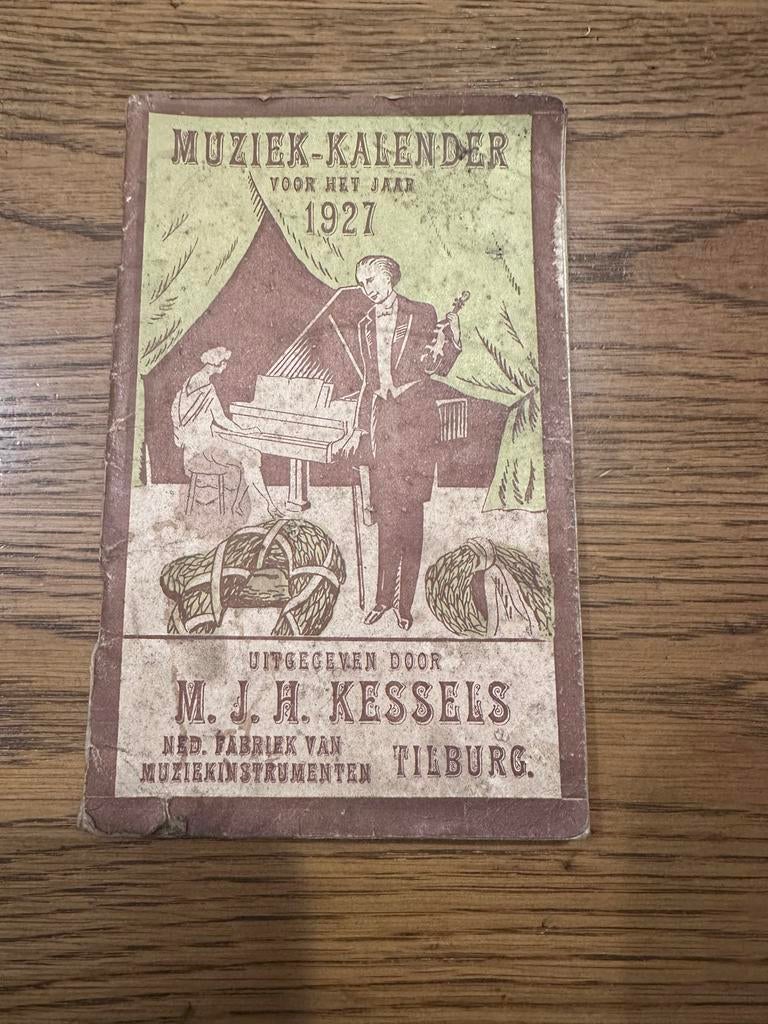 MUZIEK-KALENDER
VOOR HET JAAR
1927
UITGEGEVEN DOOR
M. J. H. KESSELS
NED. FABRIEK VAN
MUZIEKINSTRUMENTEN
TILBURG.